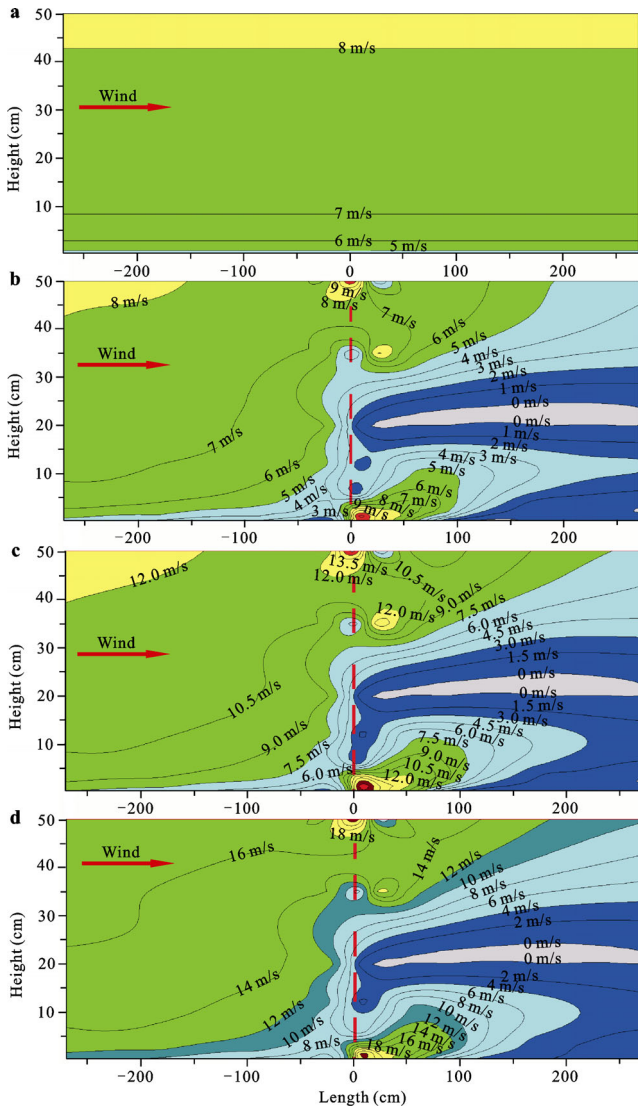 a
50
8 m/s
40
Wind
30
Height (cm)
20
10
7 m/s
6 m/s
5 m/s
−200
−100
0
100
200
b
50
9 m/s
8 m/s
8 m/s
7 m/s
40
6 m/s
Wind
5 m/s
4 m/s
30
3 m/s
2 m/s
Height (cm)
1 m/s
0 m/s
20
0 m/s
7 m/s
1 m/s
2 m/s
10
6 m/s
4 m/s
3 m/s
5 m/s
5 m/s
6 m/s
4 m/s
7 m/s
8 m/s
3 m/s
9 m/s
−200
−100
0
100
200
c
50
13.5 m/s
12.0 m/s
12.0 m/s
10.5 m/s
40
9.0 m/s
12.0 m/s
7.5 m/s
Wind
6.0 m/s
4.5 m/s
30
3.0 m/s
1.5 m/s
Height (cm)
0 m/s
20
0 m/s
10.5 m/s
1.5 m/s
3.0 m/s
4.5 m/s
10
9.0 m/s
6.0 m/s
7.5 m/s
7.5 m/s
9.0 m/s
6.0 m/s
10.5 m/s
12.0 m/s
−200
−100
0
100
200
d
50
18 m/s
16 m/s
14 m/s
12 m/s
40
Wind
10 m/s
8 m/s
6 m/s
30
4 m/s
2 m/s
Height (cm)
0 m/s
20
0 m/s
14 m/s
2 m/s
4 m/s
10
12 m/s
6 m/s
8 m/s
10 m/s
10 m/s
12 m/s
8 m/s
14 m/s
16 m/s
18 m/s
−200
−100
0
100
200
Length (cm)